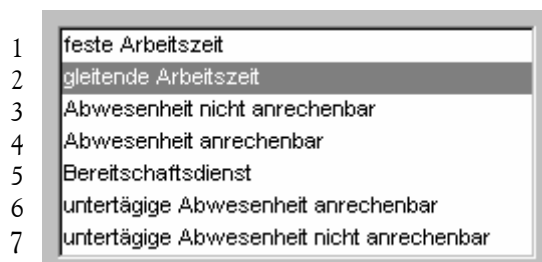 1 feste Arbeitszeit
2 gleitende Arbeitszeit
3 Abwesenheit nicht anrechenbar
4 Abwesenheit anrechenbar
5 Bereitschaftsdienst
6 untertägige Abwesenheit anrechenbar
7 untertägige Abwesenheit nicht anrechenbar